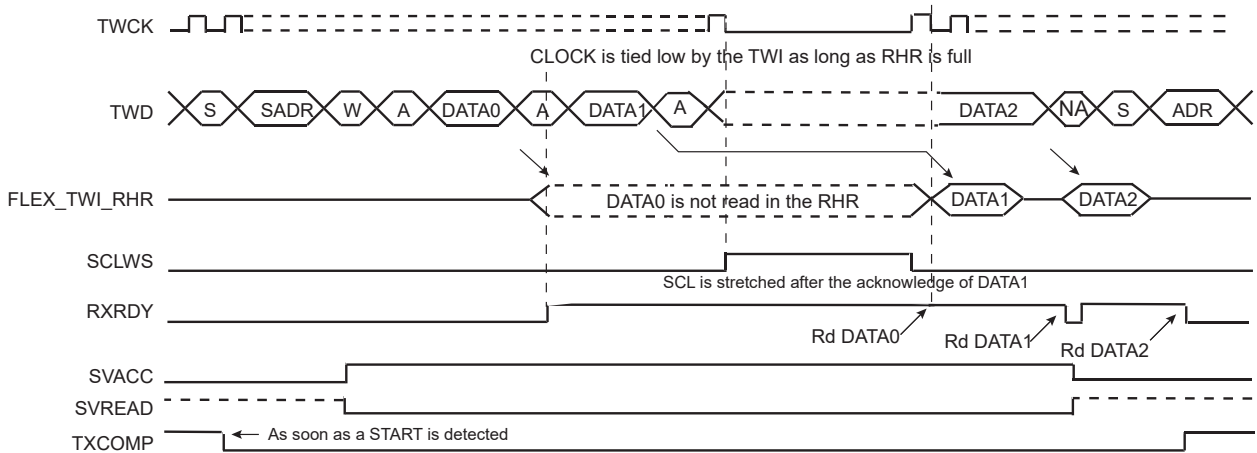 TWCK
CLOCK is tied low by the TWI as long as RHR is full
TWD S SADR W A DATA0 A DATA1 A DATA2 NA S ADR
FLEX_TWI_RHR DATA0 is not read in the RHR DATA1 DATA2
SCLWS
SCL is stretched after the acknowledge of DATA1
RXRDY
Rd DATA0 Rd DATA1 Rd DATA2
SVACC
SVREAD
TXCOMP As soon as a START is detected